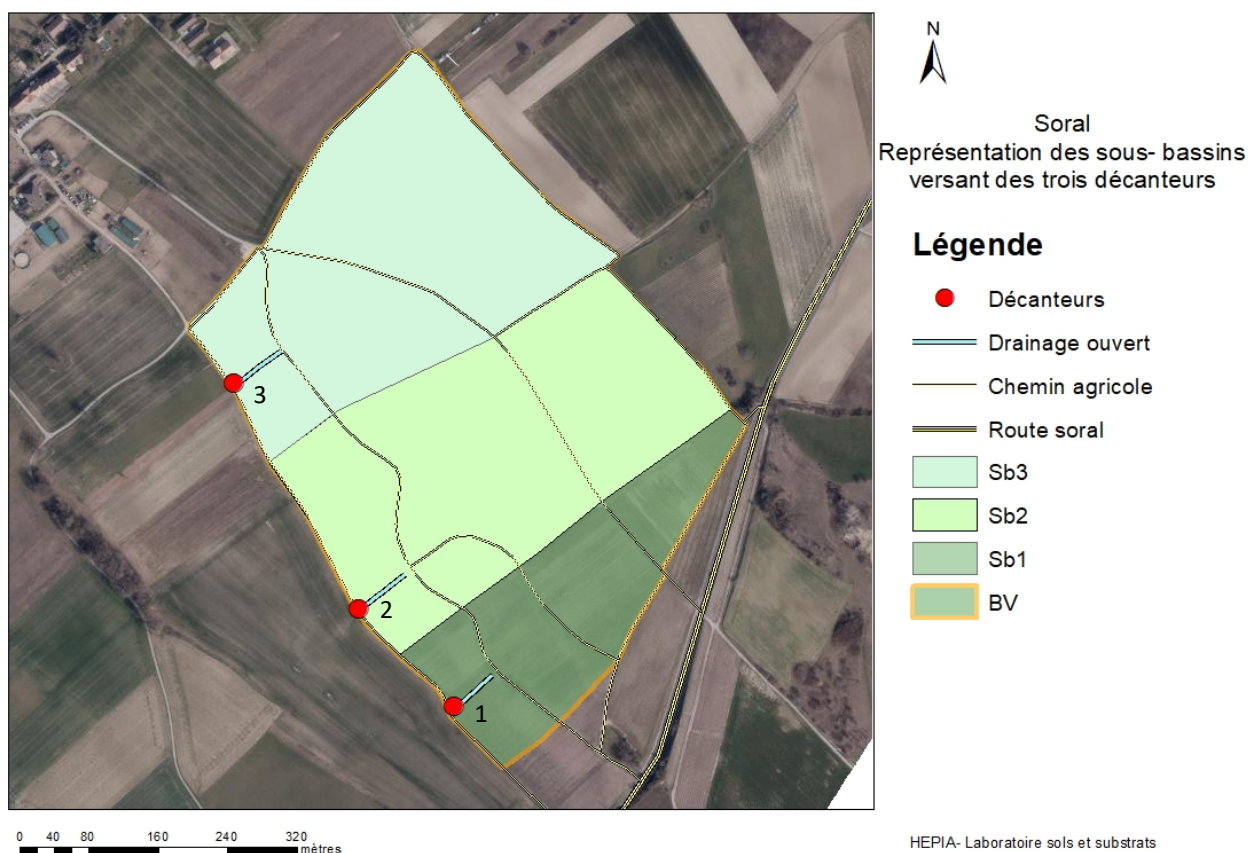 N
Soral
Représentation des sous- bassins
versant des trois décanteurs
Légende
Décanteurs
Drainage ouvert
Chemin agricole
Route soral
Sb3
Sb2
Sb1
BV
3
2
1
0 40 80 160 240 320
mètres
HEPIA- Laboratoire sols et substrats